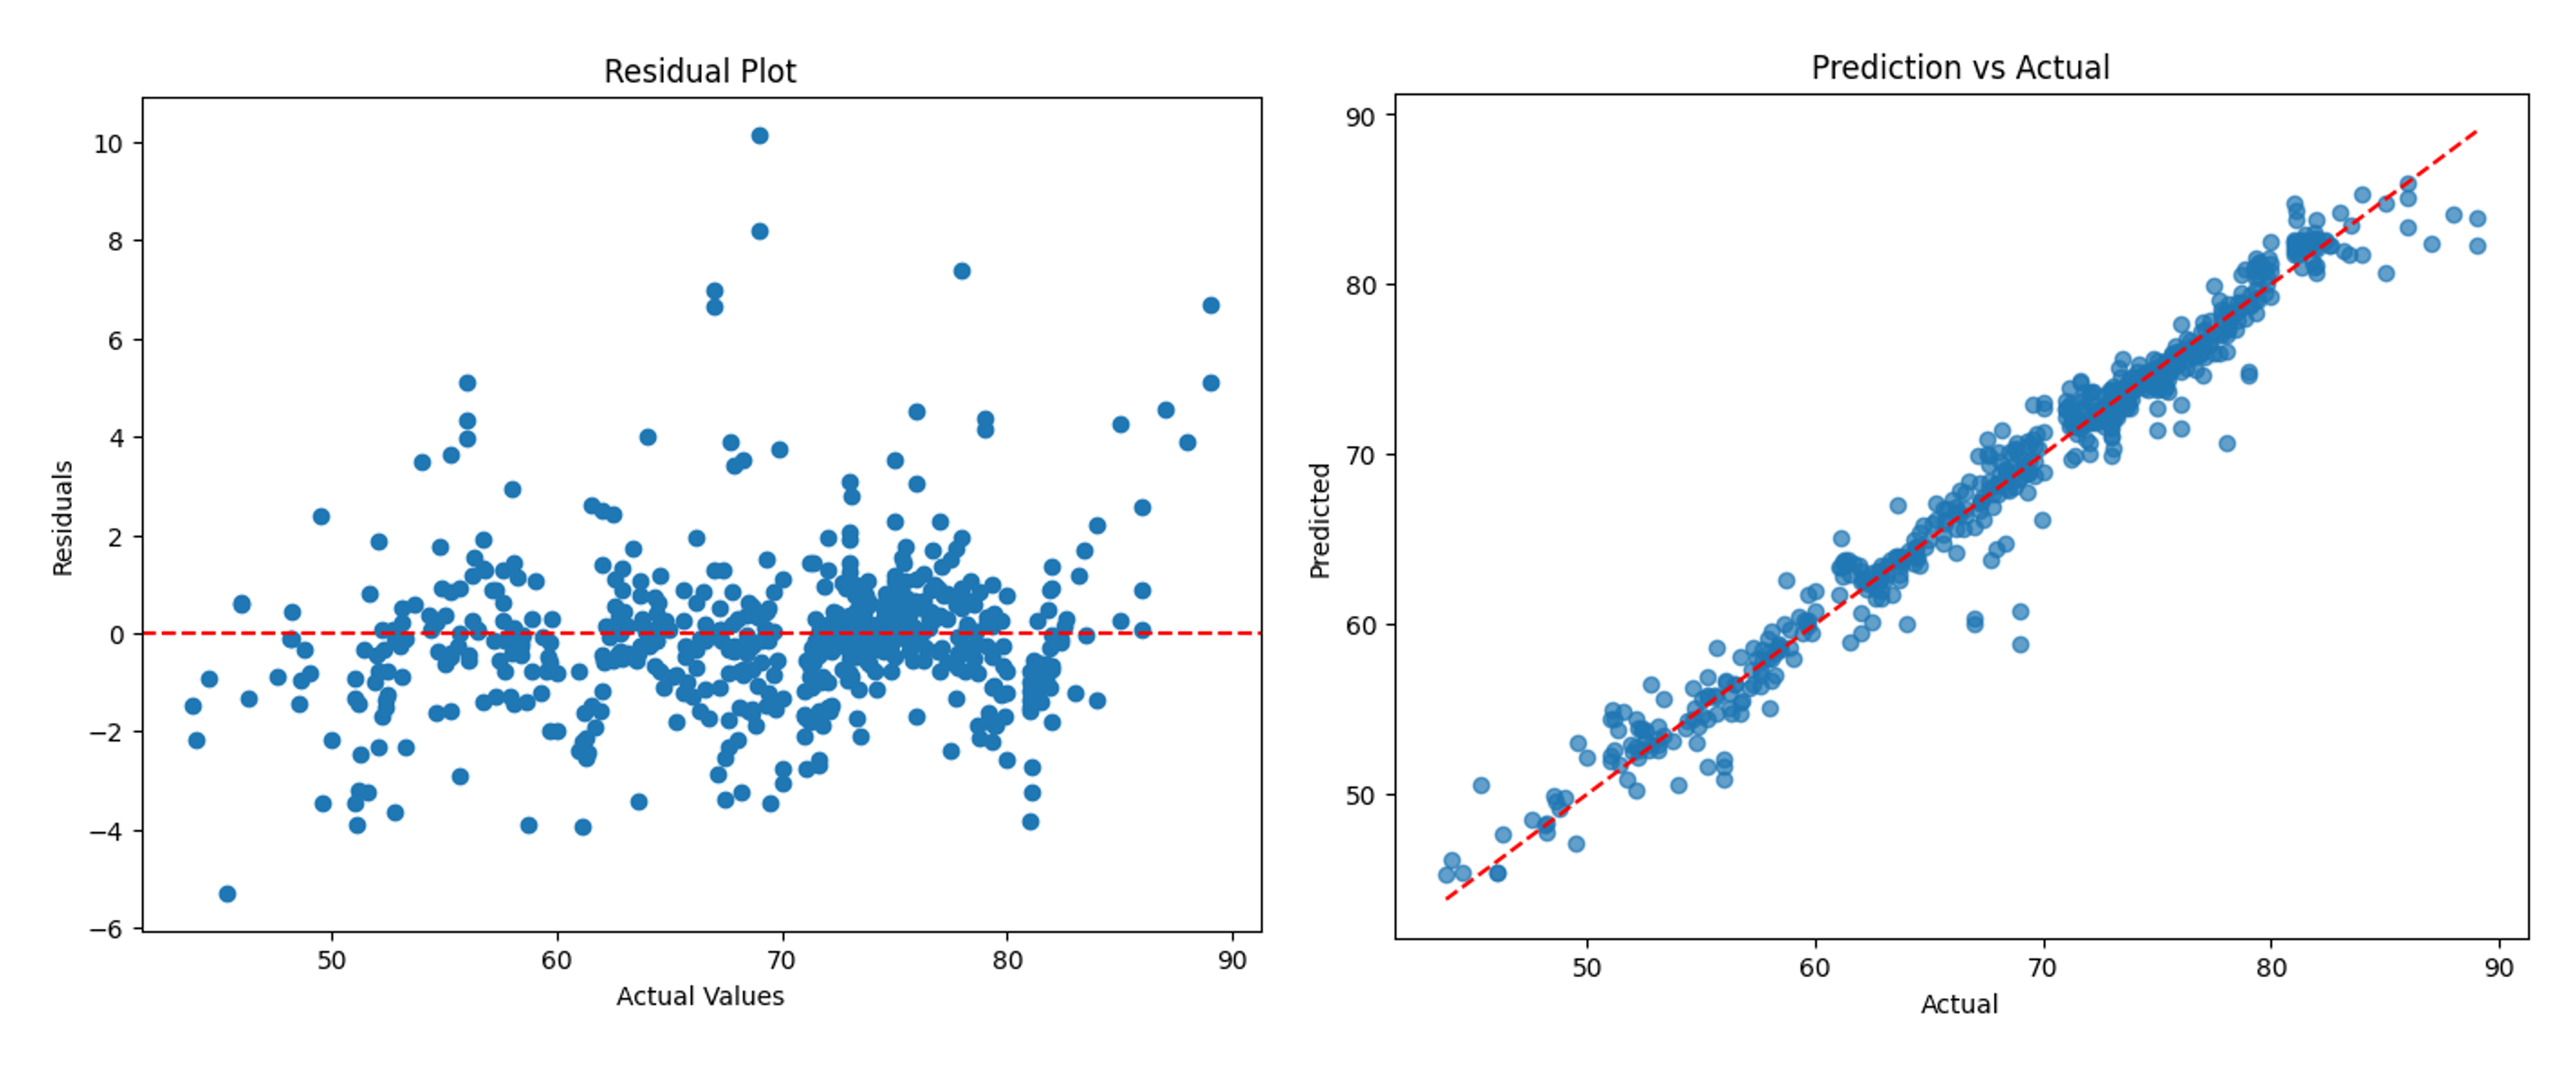 Residual Plot
10
8
6
4
2
0
−2
−4
−6
Residuals
50 60 70 80 90
Actual Values
Prediction vs Actual
90
80
70
60
50
Predicted
50 60 70 80 90
Actual